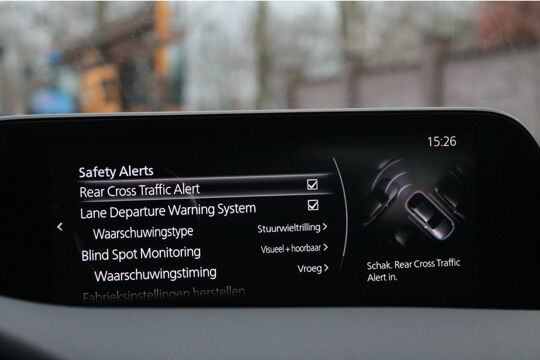 15:26
Safety Alerts
Rear Cross Traffic Alert
Lane Departure Warning System
Waarschuwingstype Stuurwieltrilling
Blind Spot Monitoring Visueel + hoorbaar
Waarschuwingstiming Vroeg
Fabrieksinstellingen herstellen
Schak. Rear Cross Traffic
Alert in.